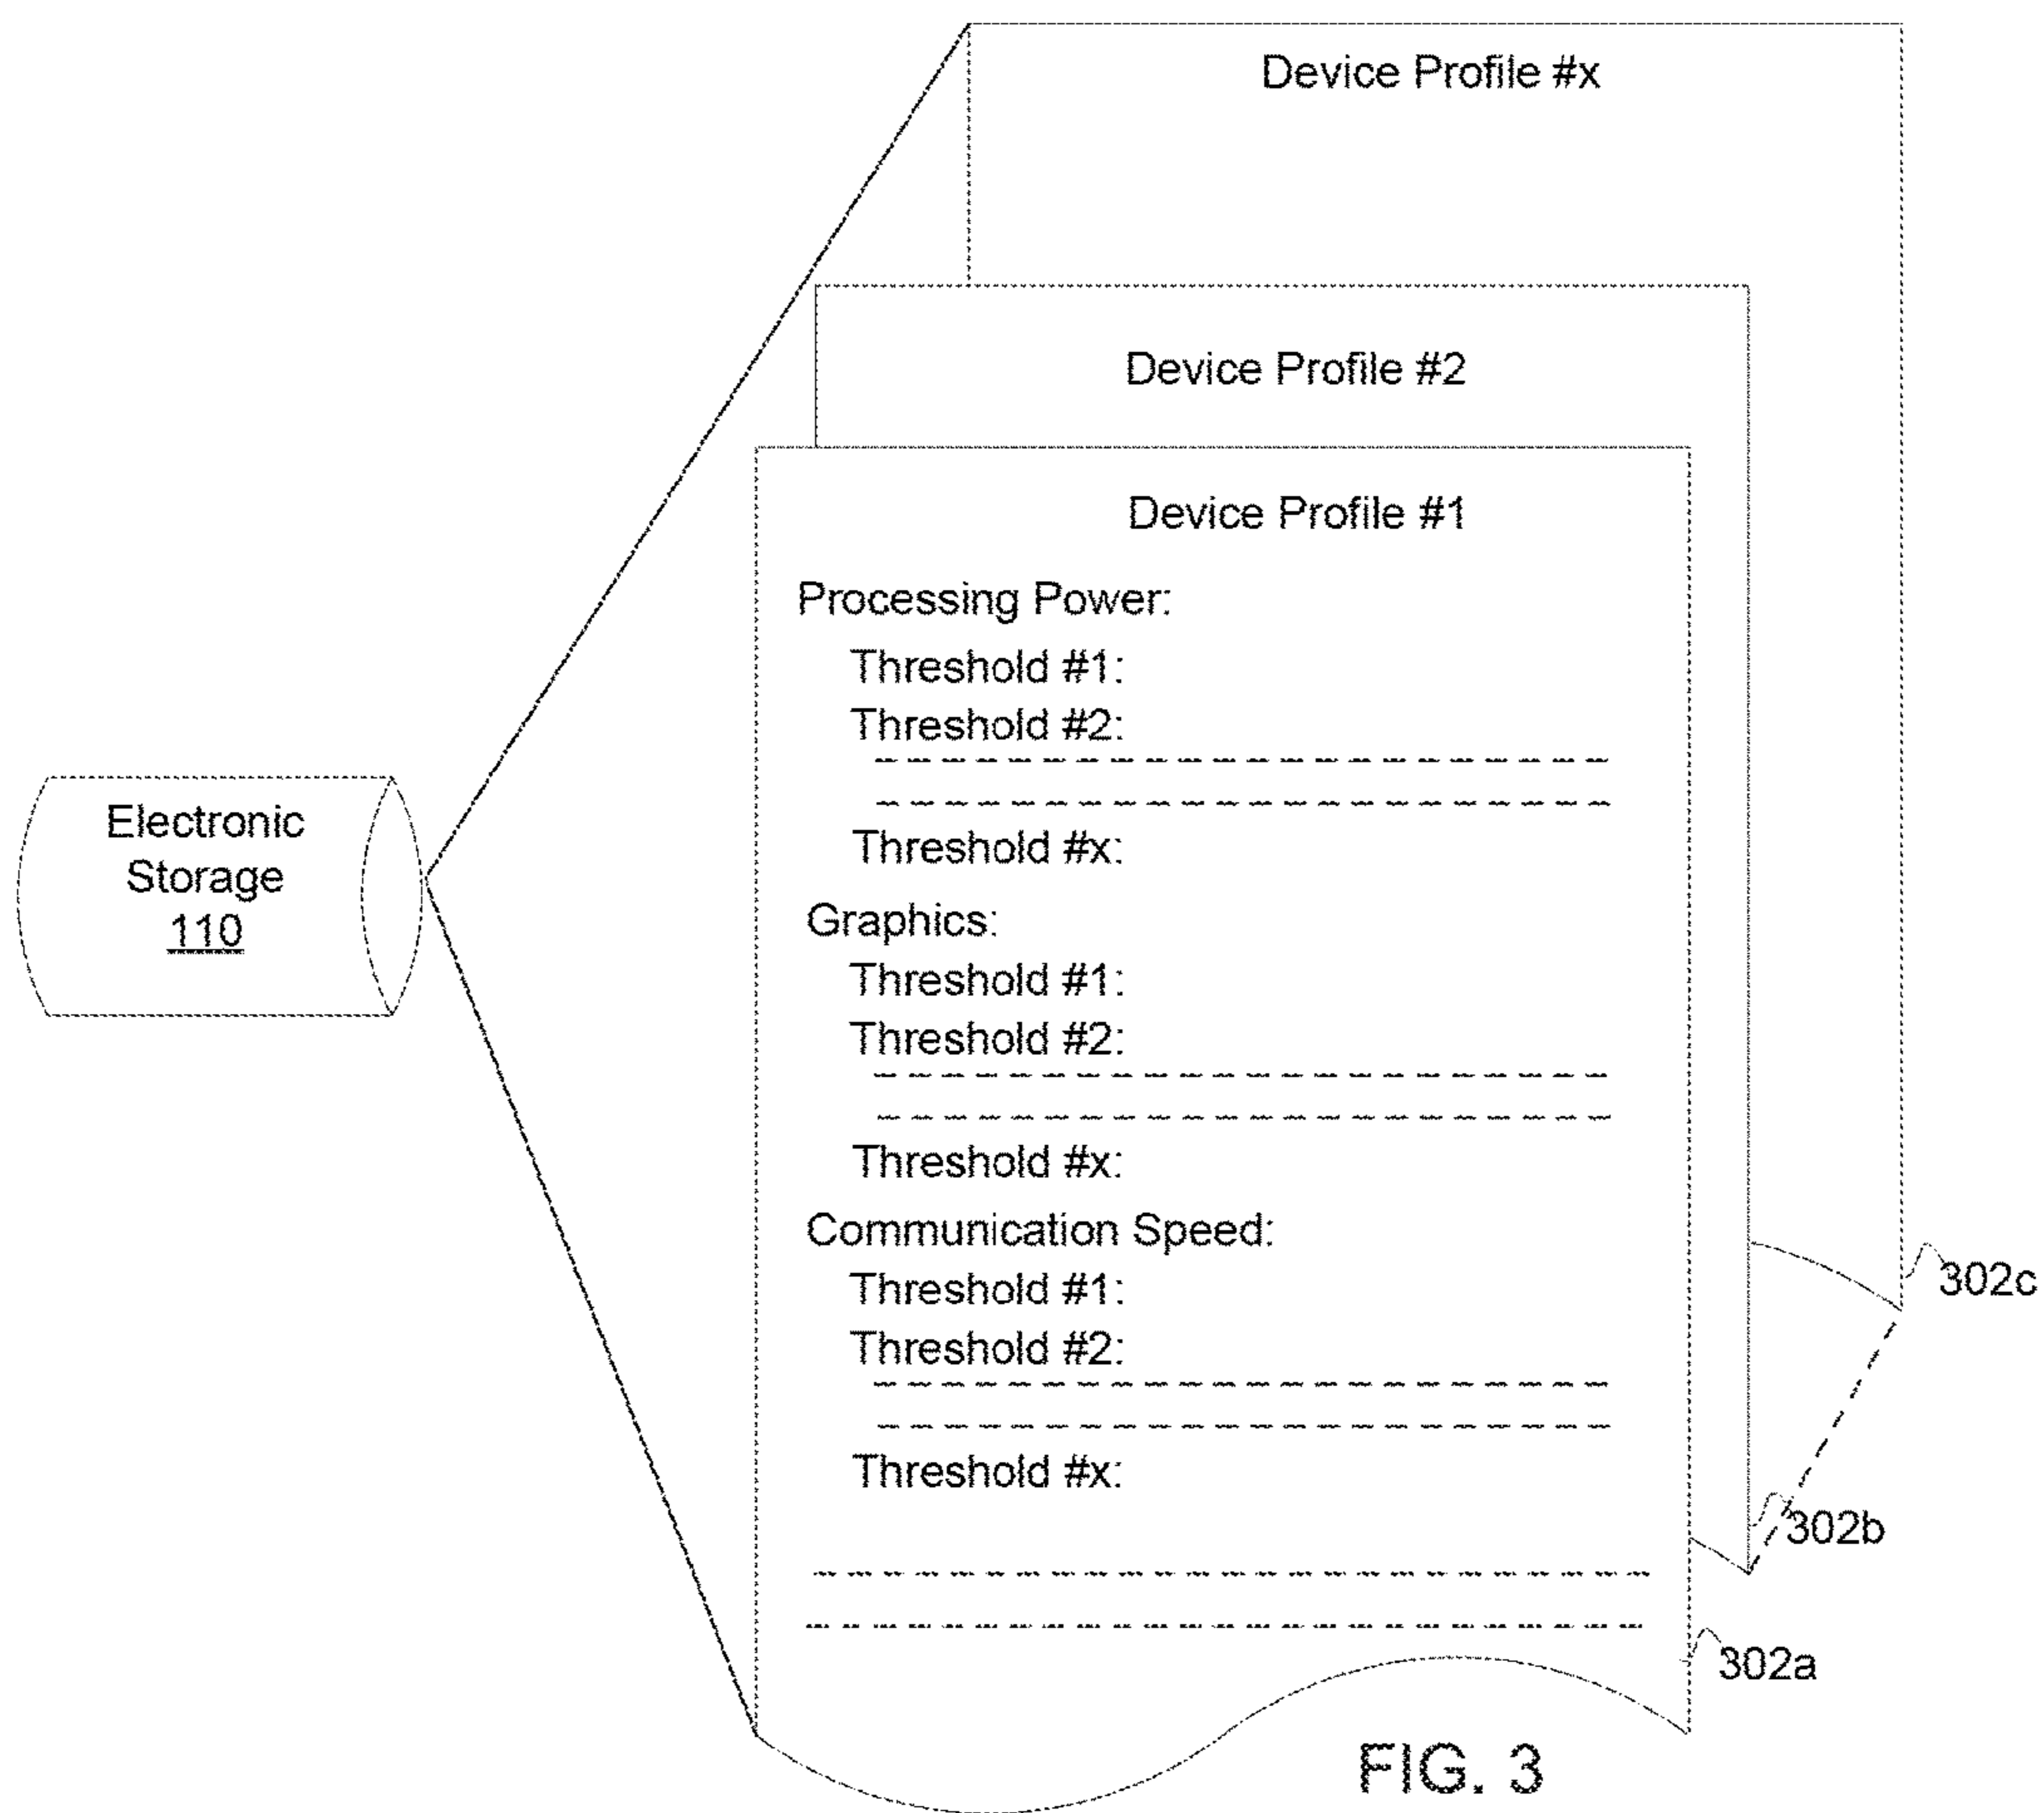 Device Profile #x
Device Profile #2
Device Profile #1
Processing Power:
Threshold #1:
Threshold #2:
Threshold #x:
Graphics:
Threshold #1:
Threshold #2:
Threshold #x:
Communication Speed:
Threshold #1:
Threshold #2:
Threshold #x:
Electronic
Storage
110
302c
302b
302a
FIG. 3